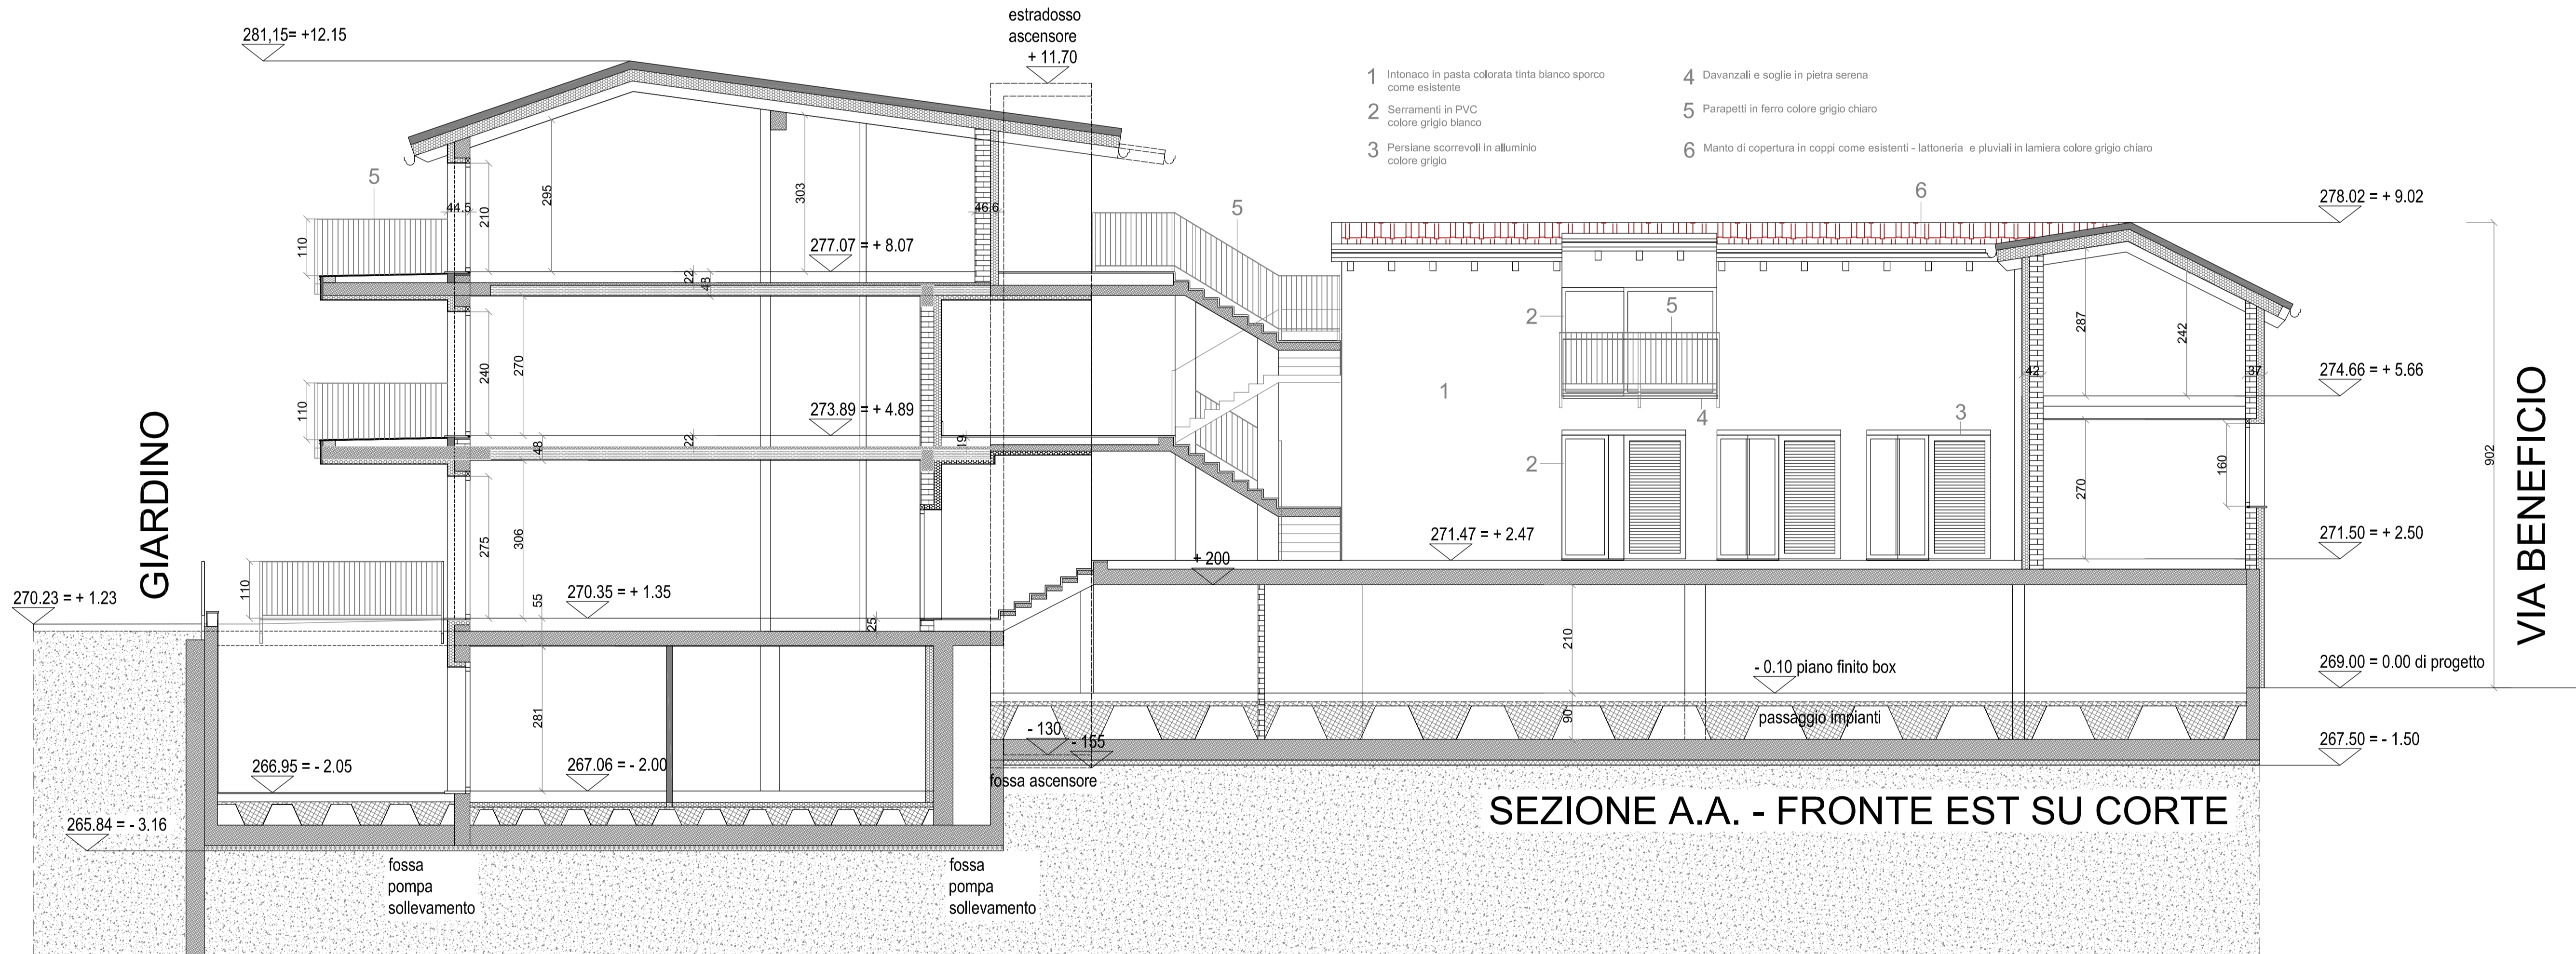 281,15= +12.15
estradosso
ascensore
+ 11.70
1 Intonaco in pasta colorata tinta bianco sporco
come esistente
2 Serramenti in PVC
colore grigio bianco
3 Persiane scorrevoli in alluminio
colore grigio
4 Davanzali e soglie in pietra serena
5 Parapetti in ferro colore grigio chiaro
6 Manto di copertura in coppi come esistenti - lattoneria e pluviali in lamiera colore grigio chiaro
5
44.5
210
295
303
46.6
110
277.07 = + 8.07
22
48
5
6
278.02 = + 9.02
2
5
287
242
240
270
110
273.89 = + 4.89
22
48
19
1
4
3
2
42
37
274.66 = + 5.66
902
160
270
GIARDINO
VIA BENEFICIO
275
306
271.47 = + 2.47
271.50 = + 2.50
+ 200
270.23 = + 1.23
110
55
270.35 = + 1.35
25
210
- 0.10 piano finito box
269.00 = 0.00 di progetto
281
90
passaggio impianti
- 130
- 155
fossa ascensore
267.50 = - 1.50
266.95 = - 2.05
267.06 = - 2.00
265.84 = - 3.16
SEZIONE A.A. - FRONTE EST SU CORTE
fossa
pompa
sollevamento
fossa
pompa
sollevamento